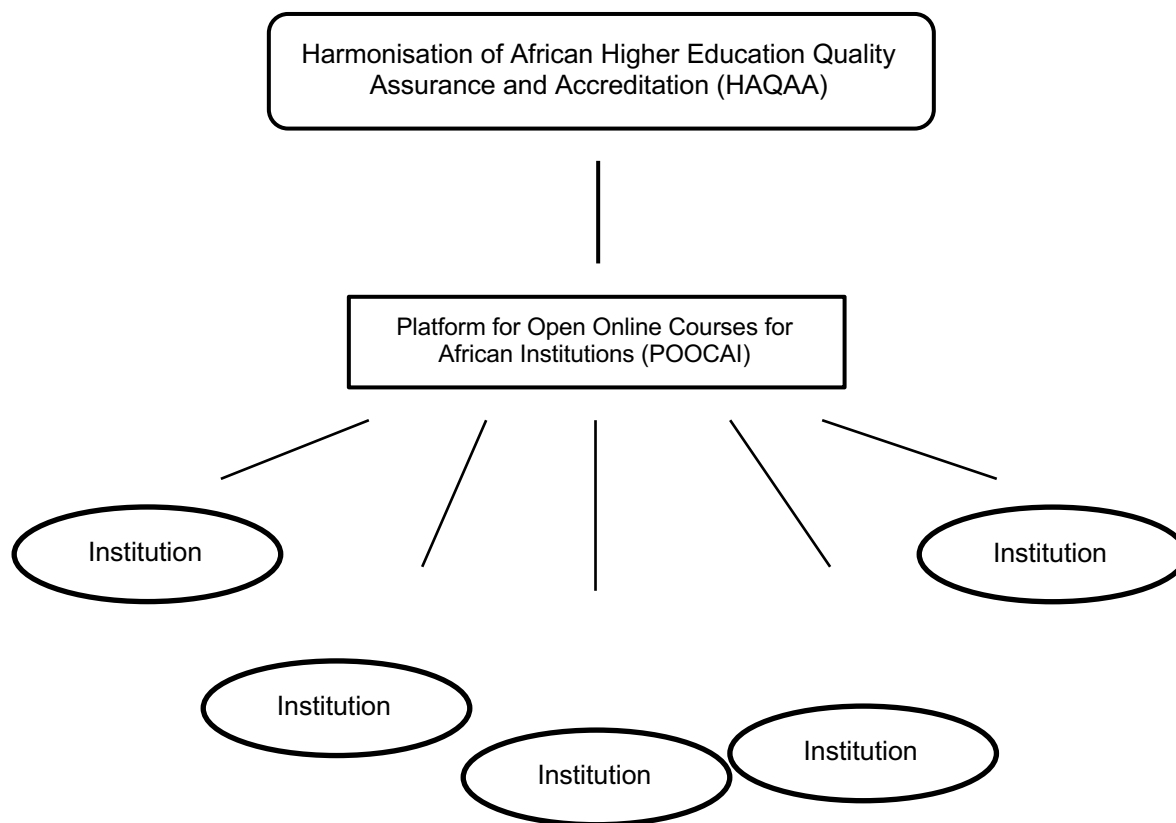 Harmonisation of African Higher Education Quality
Assurance and Accreditation (HAQAA)
Platform for Open Online Courses for
African Institutions (POOCAI)
Institution
Institution
Institution
Institution
Institution